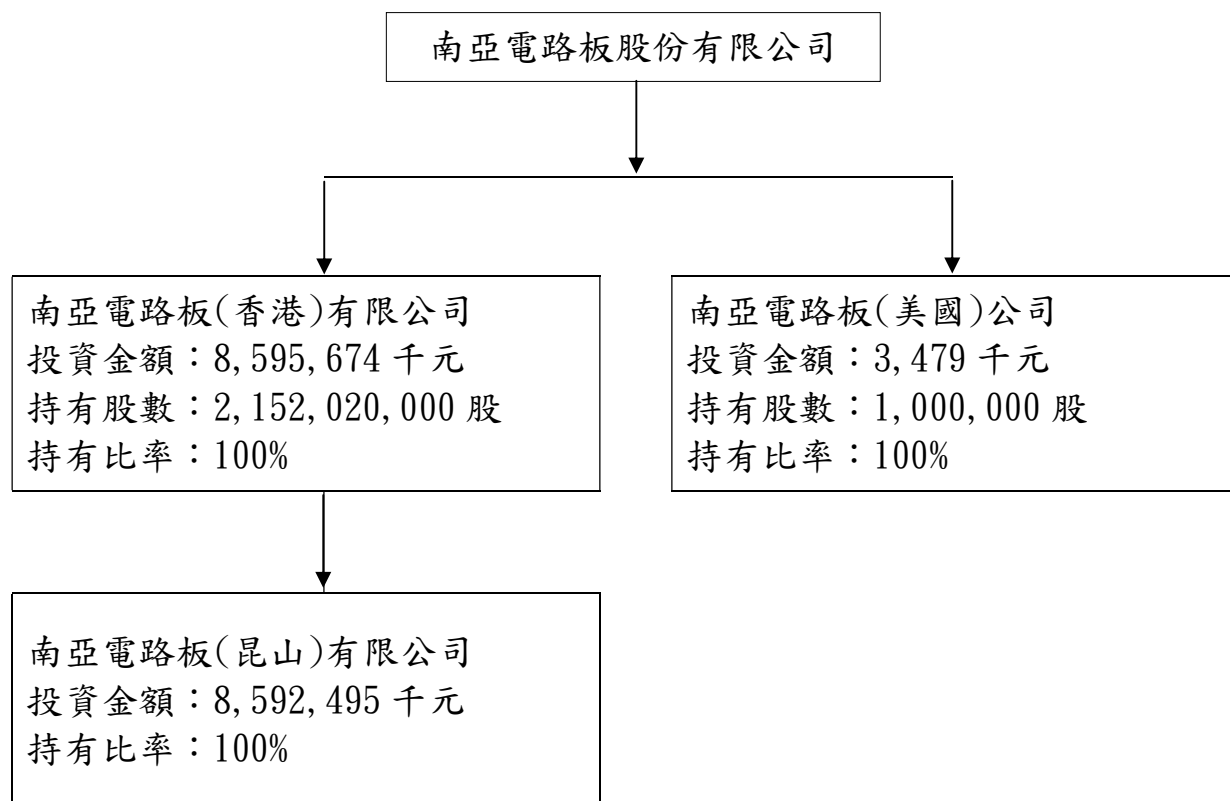 南亞電路板股份有限公司
南亞電路板(香港)有限公司
投資金額：8,595,674 千元
持有股數：2,152,020,000 股
持有比率：100%
南亞電路板(美國)公司
投資金額：3,479 千元
持有股數：1,000,000 股
持有比率：100%
南亞電路板(昆山)有限公司
投資金額：8,592,495 千元
持有比率：100%